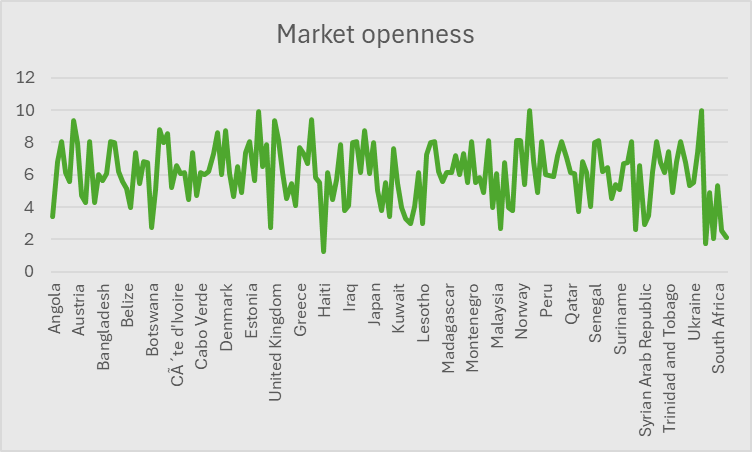 Market openness
12
10
8
6
4
2
0
Angola
Austria
Bangladesh
Belize
Botswana
CÃ´te d'Ivoire
Cabo Verde
Denmark
Estonia
United Kingdom
Greece
Haiti
Iraq
Japan
Kuwait
Lesotho
Madagascar
Montenegro
Malaysia
Norway
Peru
Qatar
Senegal
Suriname
Syrian Arab Republic
Trinidad and Tobago
Ukraine
South Africa